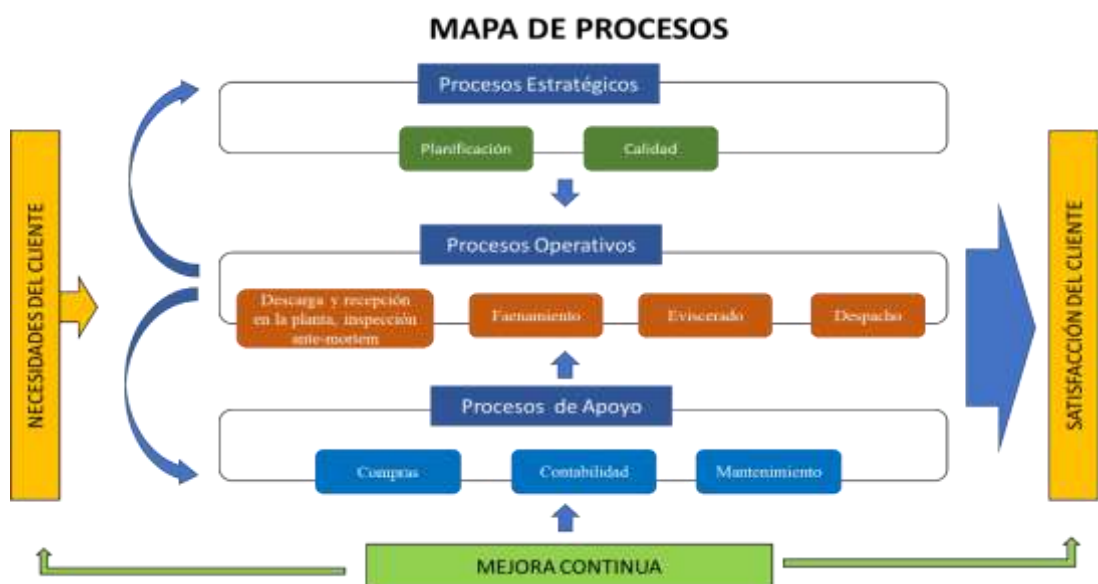 MAPA DE PROCESOS
Procesos Estratégicos
Planificación
Calidad
NECESIDADES DEL CLIENTE
Procesos Operativos
Descarga y recepción
en la planta, inspección
ante-mortem
Faenamiento
Eviscerado
Despacho
SATISFACCIÓN DEL CLIENTE
Procesos de Apoyo
Compras
Contabilidad
Mantenimiento
MEJORA CONTINUA